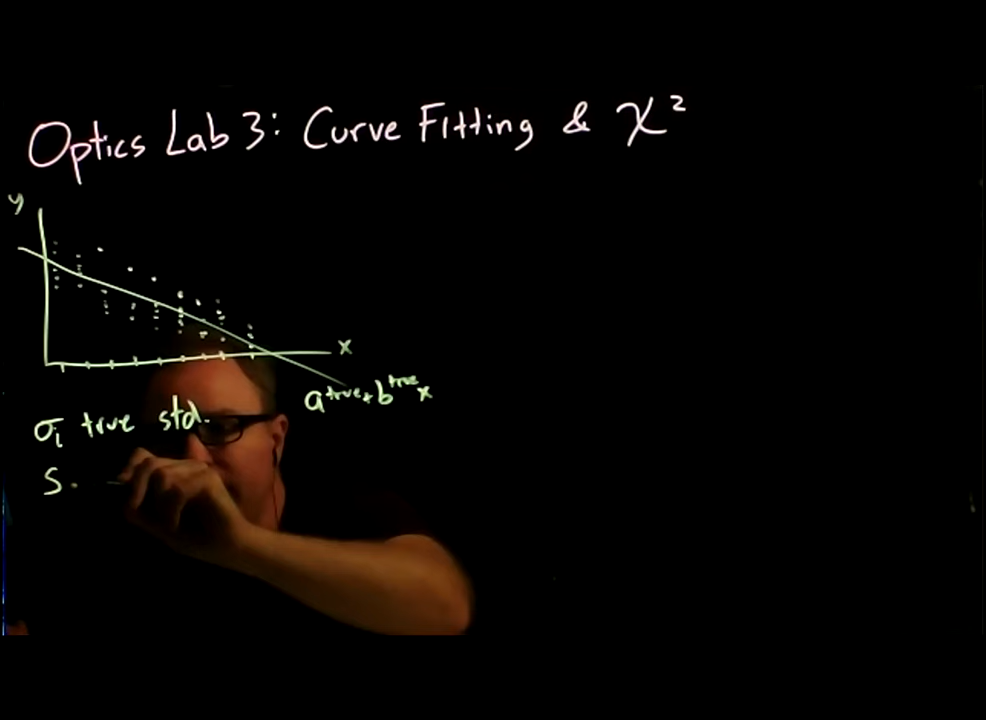 Optics Lab 3: Curve Fitting & χ²
y
x
a^true + b^true x
σᵢ true std.
S.